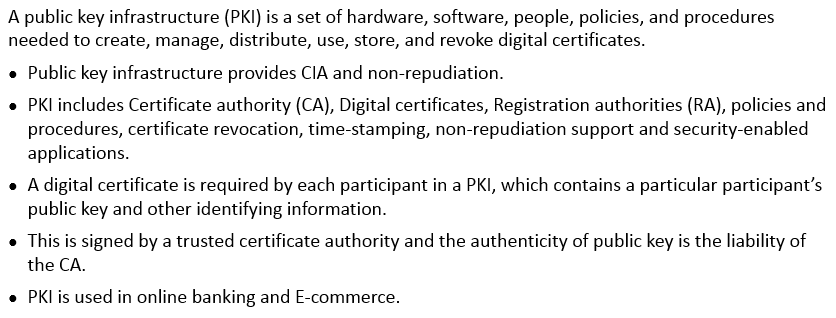 A public key infrastructure (PKI) is a set of hardware, software, people, policies, and procedures
needed to create, manage, distribute, use, store, and revoke digital certificates.
• Public key infrastructure provides CIA and non-repudiation.
• PKI includes Certificate authority (CA), Digital certificates, Registration authorities (RA), policies and
procedures, certificate revocation, time-stamping, non-repudiation support and security-enabled
applications.
• A digital certificate is required by each participant in a PKI, which contains a particular participant’s
public key and other identifying information.
• This is signed by a trusted certificate authority and the authenticity of public key is the liability of
the CA.
• PKI is used in online banking and E-commerce.